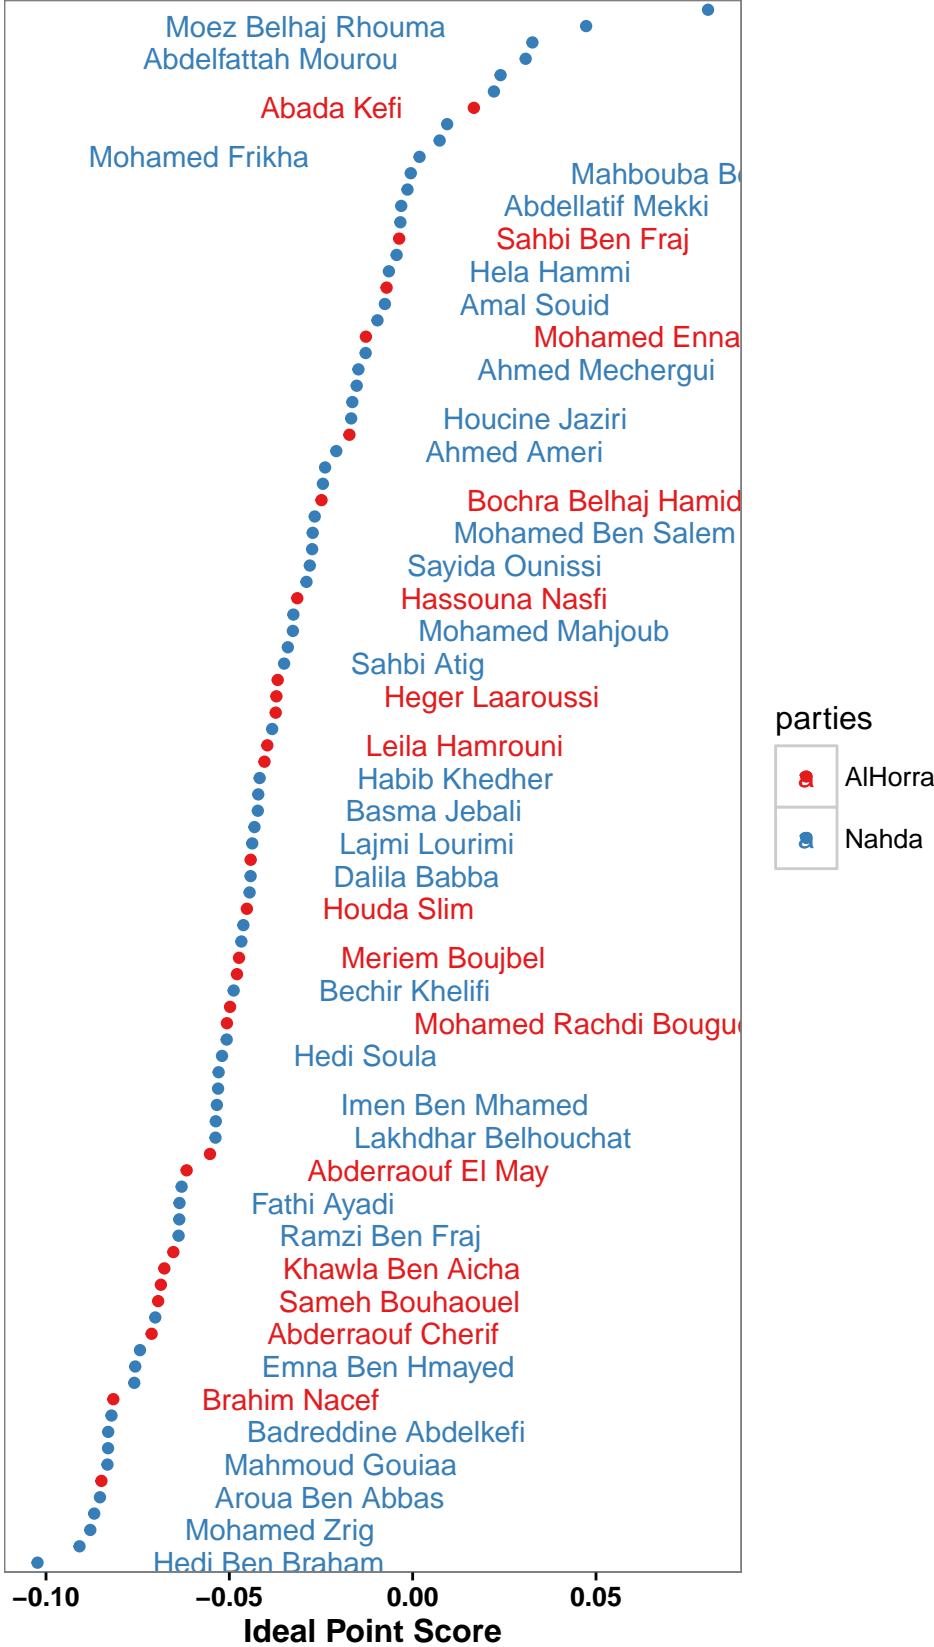 Moez Belhaj Rhouma
Abdelfattah Mourou
Abada Kefi
Mohamed Frikha
Mahbouba
Abdellatif Mekki
Sahbi Ben Fraj
Hela Hammi
Amal Souid
Mohamed Enna
Ahmed Mechergui
Houcine Jaziri
Ahmed Ameri
Bochra Belhaj Hamid
Mohamed Ben Salem
Sayida Ounissi
Hassouna Nasfi
Mohamed Mahjoub
Sahbi Atig
Heger Laaroussi
Leila Hamrouni
Habib Khedher
Basma Jebali
Lajmi Lourimi
Dalila Babba
Houda Slim
Meriem Boujbel
Bechir Khelifi
Mohamed Rachdi Bougu
Hedi Soula
Imen Ben Mhamed
Lakhdhar Belhouchat
Abderraouf El May
Fathi Ayadi
Ramzi Ben Fraj
Khawla Ben Aicha
Sameh Bouhaouel
Abderraouf Cherif
Emna Ben Hmayed
Brahim Nacef
Badreddine Abdelkefi
Mahmoud Gouiaa
Aroua Ben Abbas
Mohamed Zrig
Hedi Ben Braham
−0.10 −0.05 0.00 0.05
Ideal Point Score
parties
a AlHorra
a Nahda